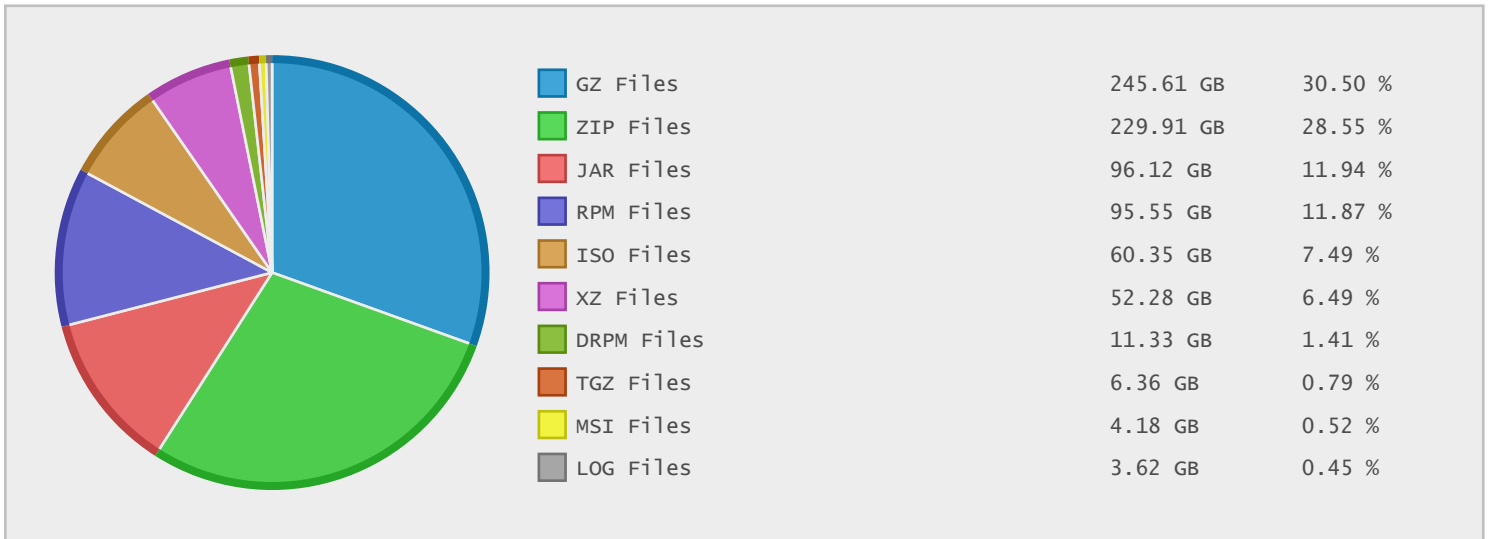 GZ Files 245.61 GB 30.50 %
ZIP Files 229.91 GB 28.55 %
JAR Files 96.12 GB 11.94 %
RPM Files 95.55 GB 11.87 %
ISO Files 60.35 GB 7.49 %
XZ Files 52.28 GB 6.49 %
DRPM Files 11.33 GB 1.41 %
TGZ Files 6.36 GB 0.79 %
MSI Files 4.18 GB 0.52 %
LOG Files 3.62 GB 0.45 %